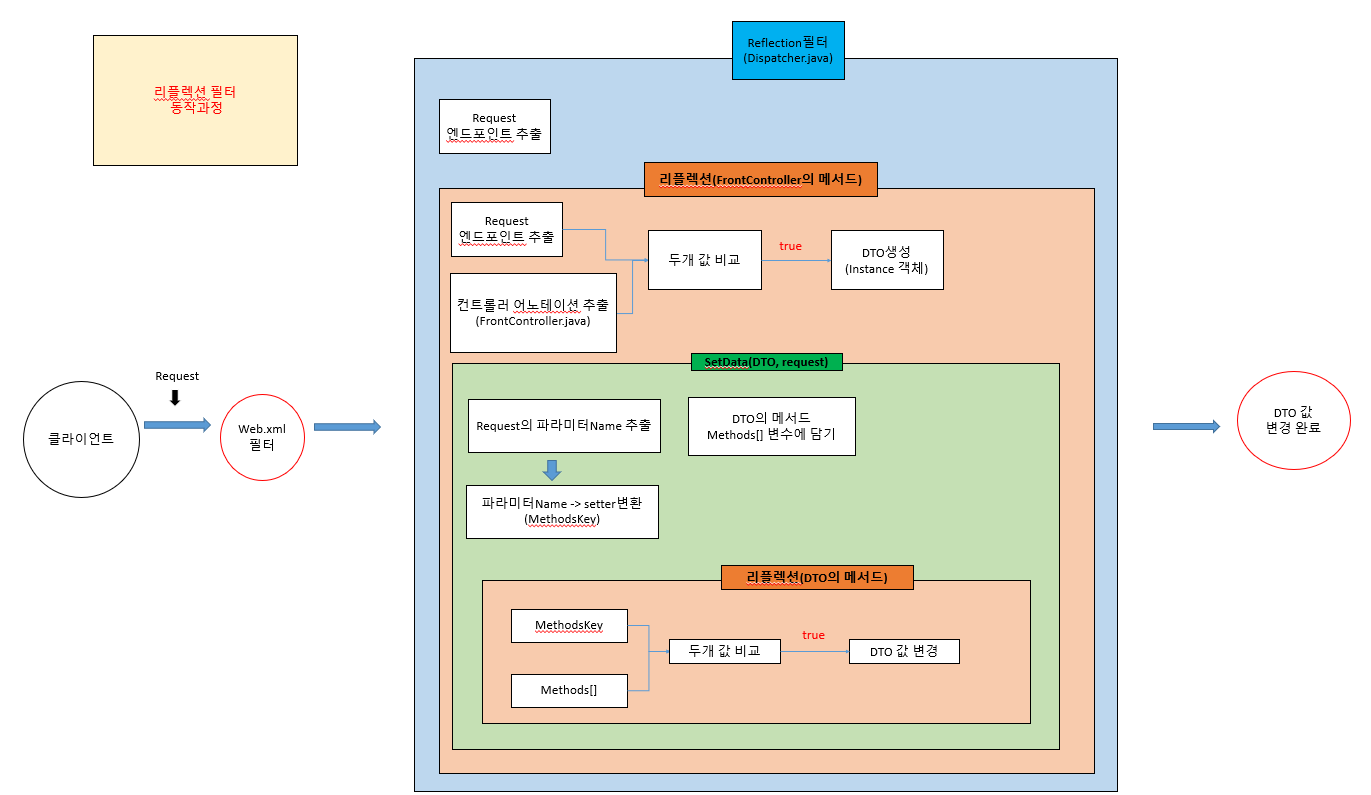 리플렉션 필터
동작과정
Reflection필터
(Dispatcher.java)
Request
엔드포인트 추출
리플렉션(FrontController의 메서드)
Request
엔드포인트 추출
컨트롤러 어노테이션 추출
(FrontController.java)
두개 값 비교
true
DTO생성
(Instance 객체)
SetData(DTO, request)
Request의 파라미터Name 추출
DTO의 메서드
Methods[] 변수에 담기
파라미터Name -> setter변환
(MethodsKey)
리플렉션(DTO의 메서드)
MethodsKey
Methods[]
두개 값 비교
true
DTO 값 변경
클라이언트
Request
Web.xml
필터
DTO 값
변경 완료